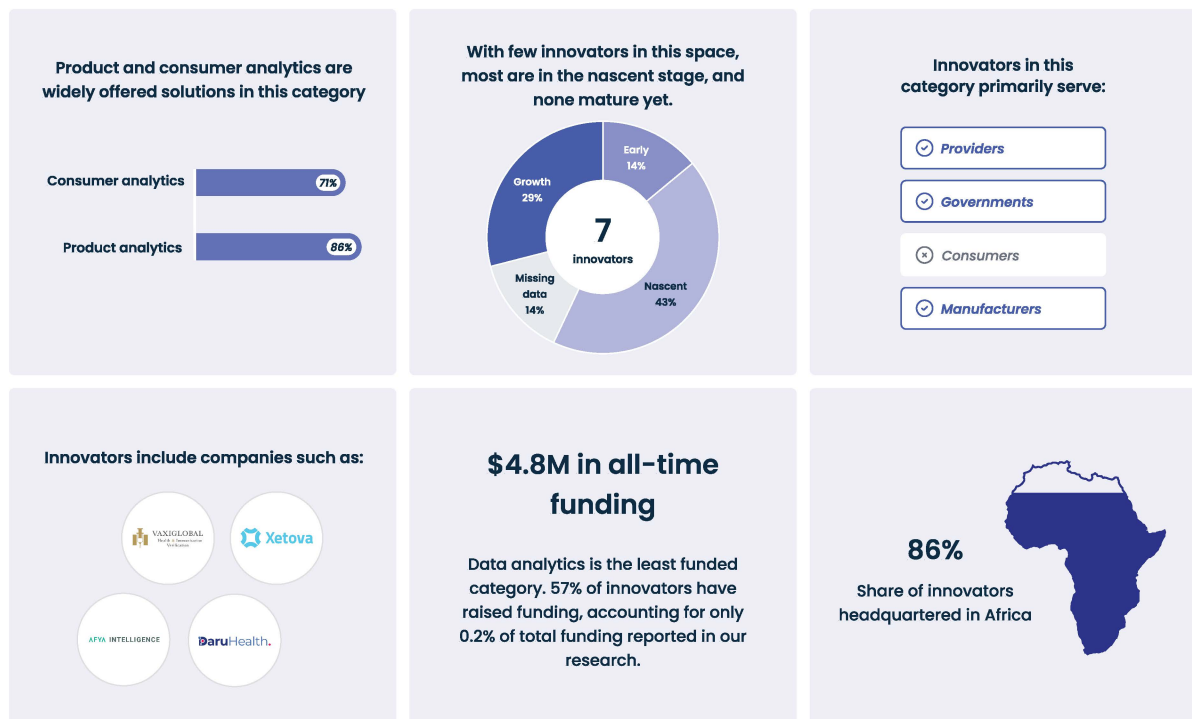 Product and consumer analytics are
widely offered solutions in this category
Consumer analytics
71%
Product analytics
86%
With few innovators in this space,
most are in the nascent stage, and
none mature yet.
Early
14%
Growth
29%
7
innovators
Missing
data
14%
Nascent
43%
Innovators in this
category primarily serve:
Providers
Governments
Consumers
Manufacturers
Innovators include companies such as:
VAXIGLOBAL
Health & Immunization
Verification
Xetova
AFYA INTELLIGENCE
DaruHealth.
$4.8M in all-time
funding
Data analytics is the least funded
category. 57% of innovators have
raised funding, accounting for only
0.2% of total funding reported in our
research.
86%
Share of innovators
headquartered in Africa